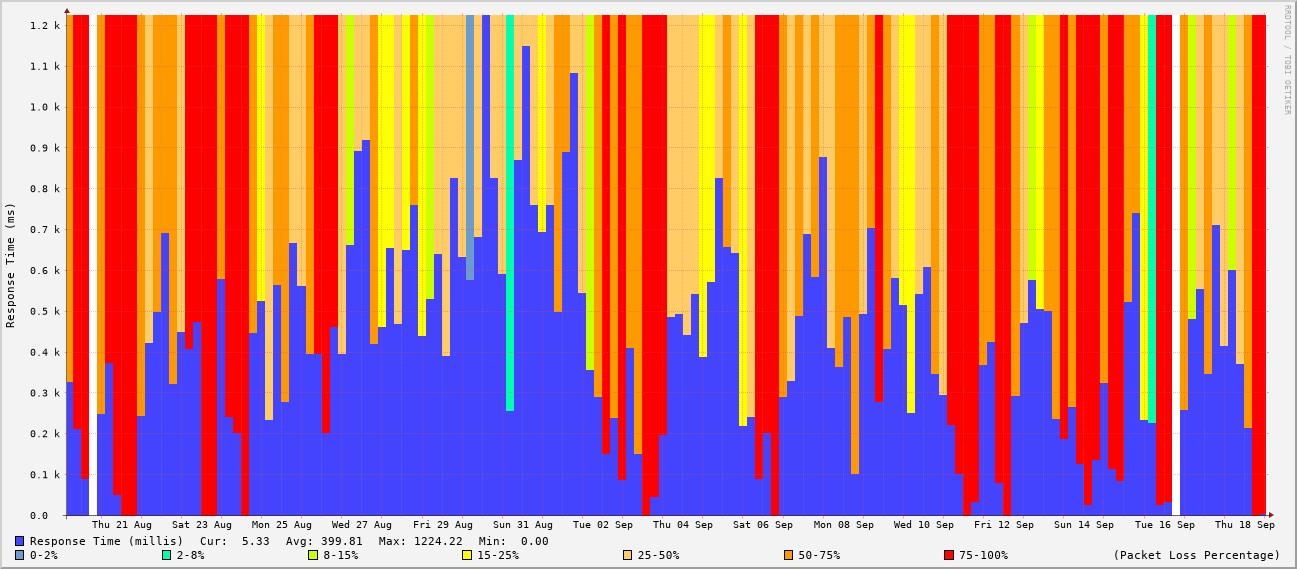 RRDTOOL / TOBI OETIKER
Response Time (ms)
1.2 k
1.1 k
1.0 k
0.9 k
0.8 k
0.7 k
0.6 k
0.5 k
0.4 k
0.3 k
0.2 k
0.1 k
0.0
Thu 21 Aug Sat 23 Aug Mon 25 Aug Wed 27 Aug Fri 29 Aug Sun 31 Aug Tue 02 Sep Thu 04 Sep Sat 06 Sep Mon 08 Sep Wed 10 Sep Fri 12 Sep Sun 14 Sep Tue 16 Sep Thu 18 Sep
Response Time (millis) Cur: 5.33 Avg: 399.81 Max: 1224.22 Min: 0.00
0-2% 2-8% 8-15% 15-25% 25-50% 50-75% 75-100% (Packet Loss Percentage)